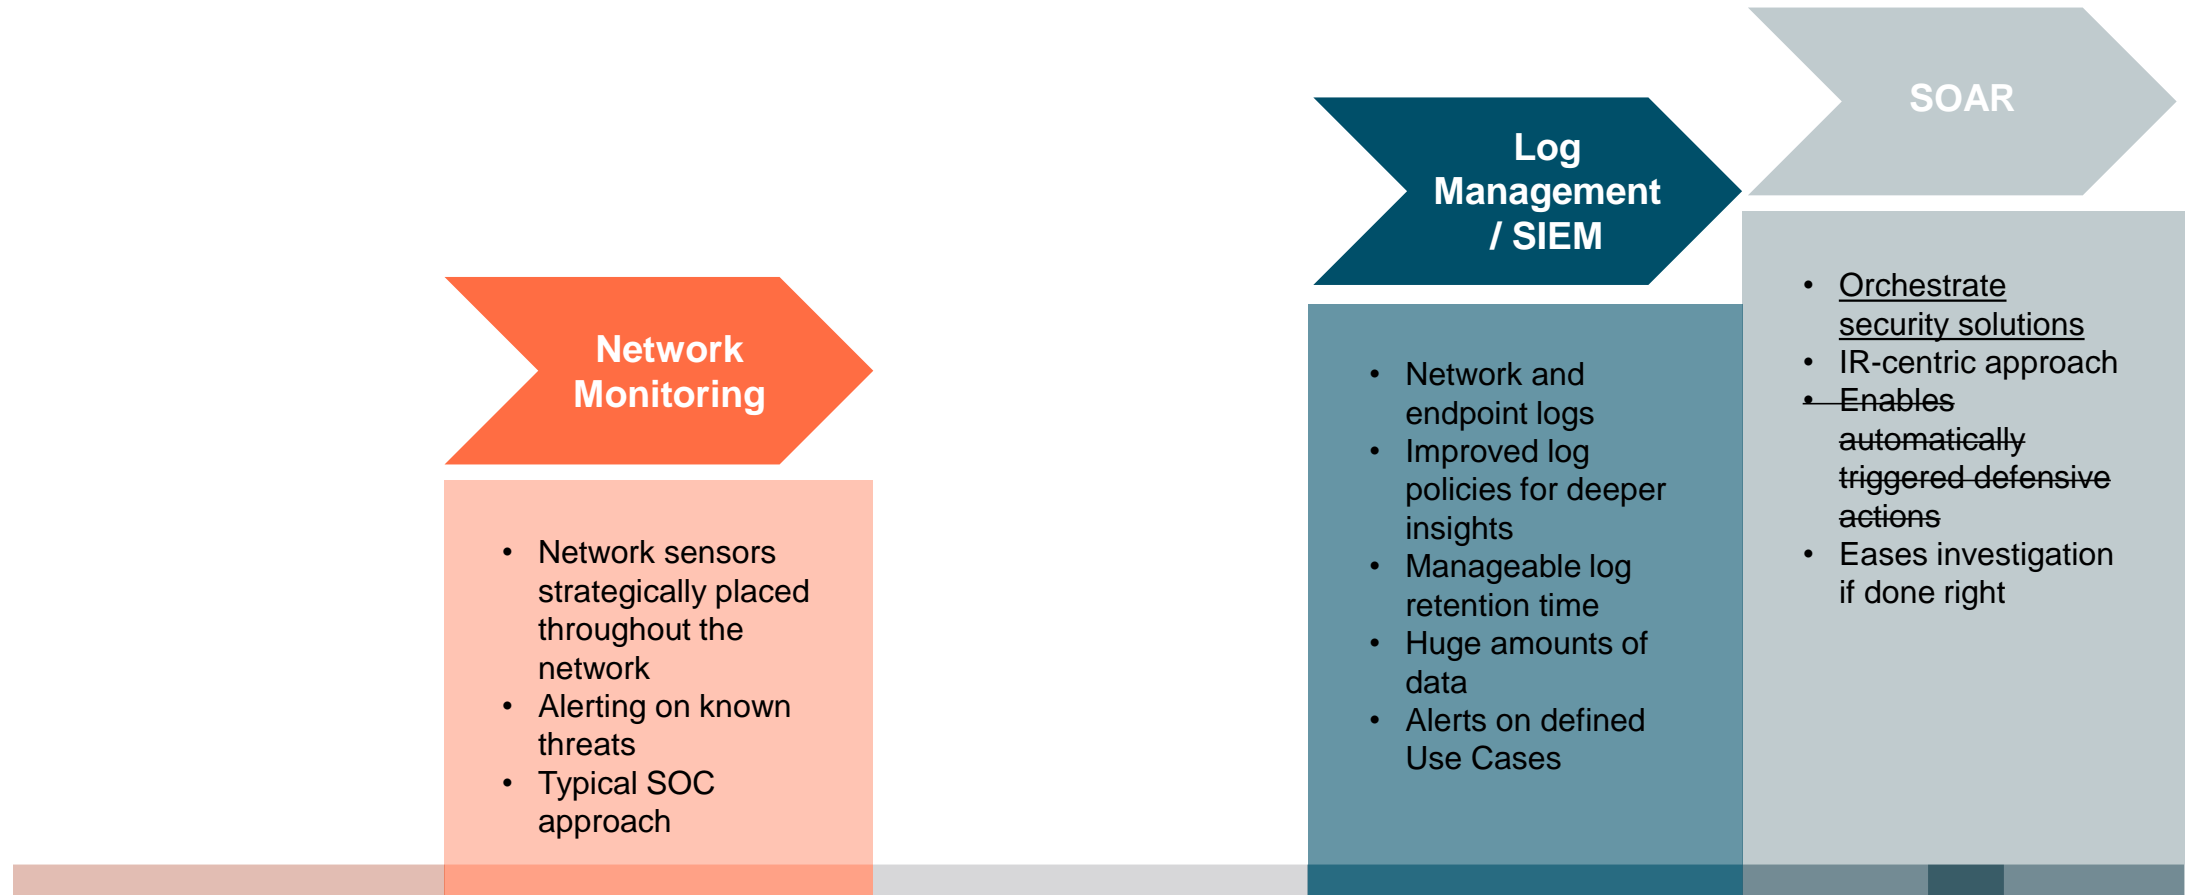 Network
Monitoring
• Network sensors
strategically placed
throughout the
network
• Alerting on known
threats
• Typical SOC
approach
Log
Management
/ SIEM
• Network and
endpoint logs
• Improved log
policies for deeper
insights
• Manageable log
retention time
• Huge amounts of
data
• Alerts on defined
Use Cases
SOAR
• Orchestrate
security solutions
• IR-centric approach
• Enables
automatically
triggered defensive
actions
• Eases investigation
if done right